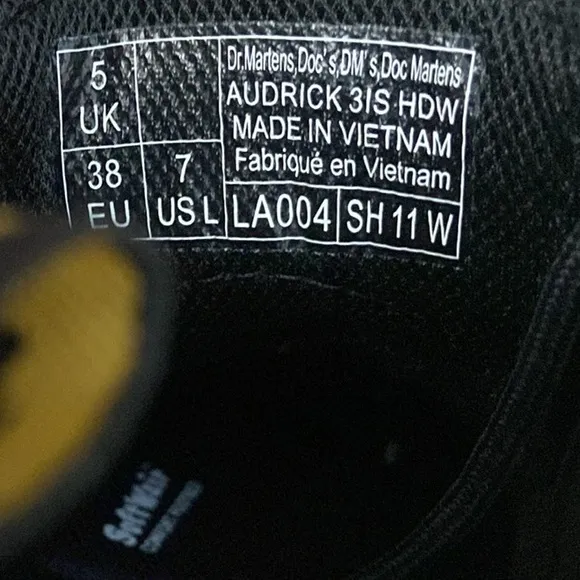 5
UK
38
EU
7
US L
Dr.Martens,Doc's,DM's,Doc Martens
AUDRICK 3IS HDW
MADE IN VIETNAM
Fabriqué en Vietnam
LA004
SH 11 W
SoftWair